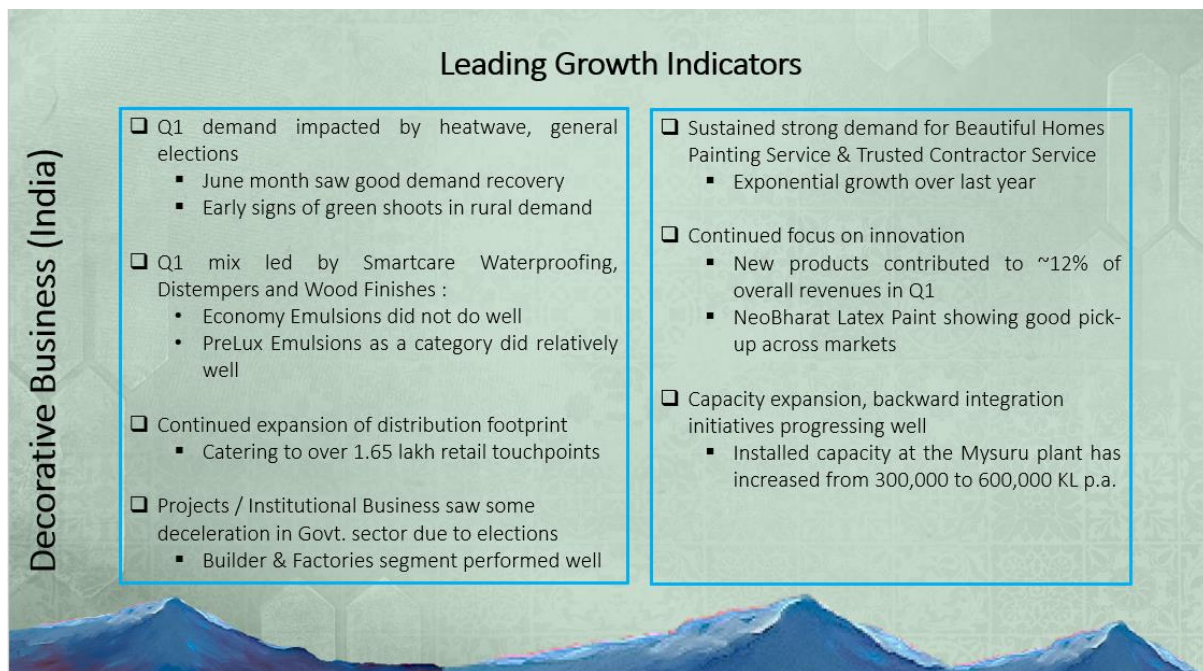 Leading Growth Indicators
Decorative Business (India)
❑ Q1 demand impacted by heatwave, general
elections
▪ June month saw good demand recovery
▪ Early signs of green shoots in rural demand
❑ Q1 mix led by Smartcare Waterproofing,
Distempers and Wood Finishes :
• Economy Emulsions did not do well
• PreLux Emulsions as a category did relatively
well
❑ Continued expansion of distribution footprint
▪ Catering to over 1.65 lakh retail touchpoints
❑ Projects / Institutional Business saw some
deceleration in Govt. sector due to elections
▪ Builder & Factories segment performed well
❑ Sustained strong demand for Beautiful Homes
Painting Service & Trusted Contractor Service
▪ Exponential growth over last year
❑ Continued focus on innovation
▪ New products contributed to ~12% of
overall revenues in Q1
▪ NeoBharat Latex Paint showing good pick-
up across markets
❑ Capacity expansion, backward integration
initiatives progressing well
▪ Installed capacity at the Mysuru plant has
increased from 300,000 to 600,000 KL p.a.